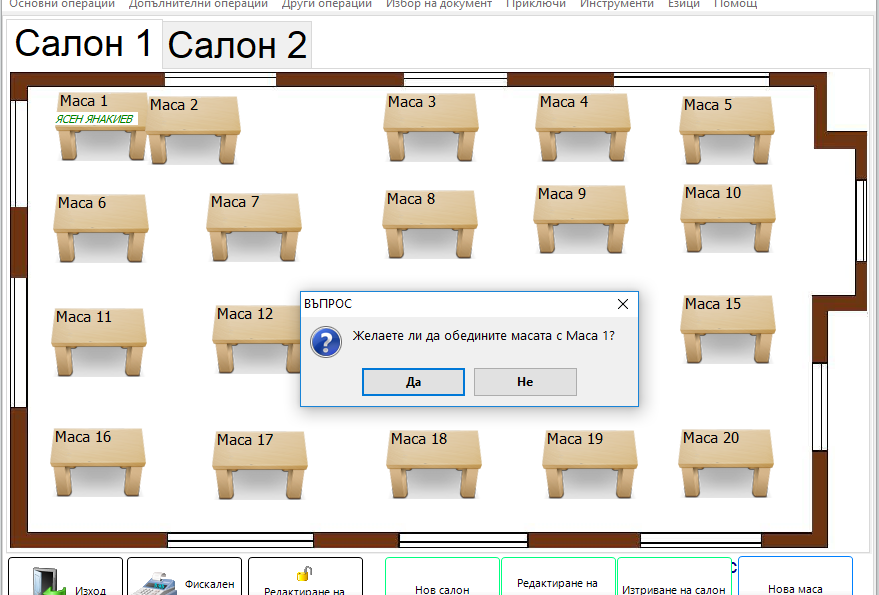 Основни операции Допълнителни операции Други операции Избор на документ Приключи Инструменти Езици Помощ
Салон 1 Салон 2
Маса 1 Маса 2 Маса 3 Маса 4 Маса 5
ЯСЕН ЯНАКИЕВ
Маса 6 Маса 7 Маса 8 Маса 9 Маса 10
Маса 11 Маса 12 Маса 15
ВЪПРОС
Желаете ли да обедините масата с Маса 1?
Да Не
Маса 16 Маса 17 Маса 18 Маса 19 Маса 20
Изход Фискален Редактиране на Нов салон Редактиране на Изтриване на салон Нова маса